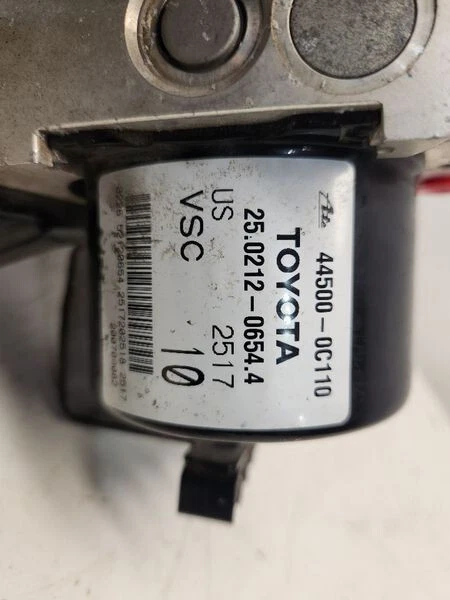 Ate 44500-0C110
TOYOTA
25.0212-0654.4
US 2517
VSC 10